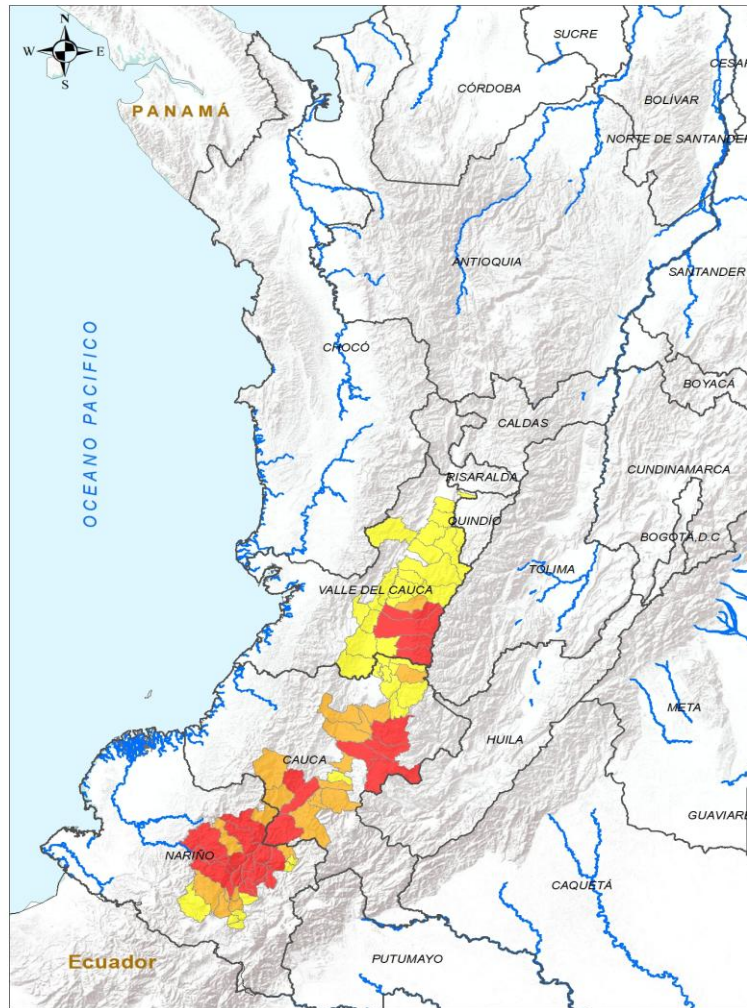 N
W E
S
SUCRE
CESAR
CÓRDOBA
BOLÍVAR
PANAMÁ
NORTE DE SANTANDER
ANTIOQUIA
SANTANDER
OCEANO PACIFICO
CHOCÓ
BOYACÁ
CALDAS
CUNDINAMARCA
RISARALDA
QUINDÍO
BOGOTÁ,D.C
TOLIMA
VALLE DEL CAUCA
META
HUILA
CAUCA
GUAVIARE
NARIÑO
CAQUETÁ
Ecuador
PUTUMAYO